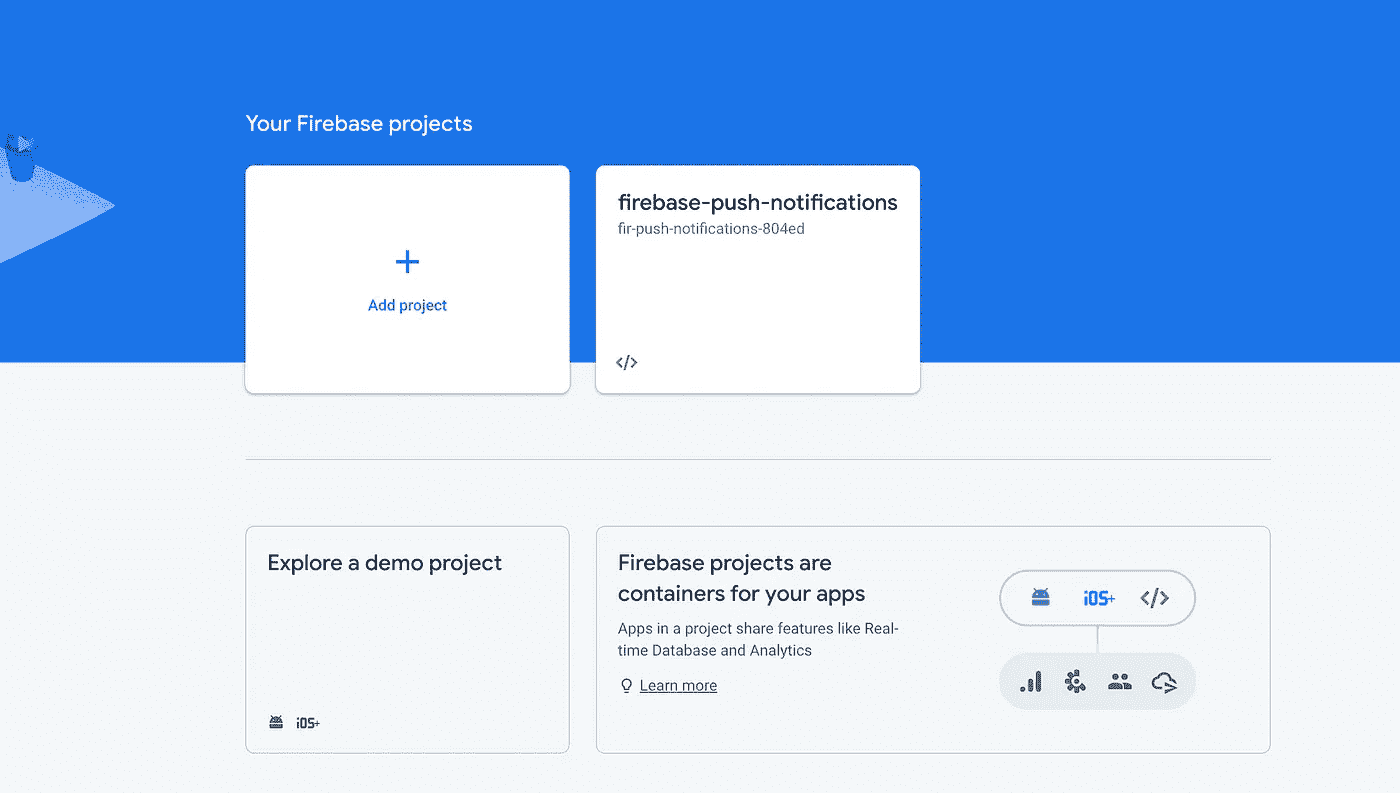 Your Firebase projects
Add project
firebase-push-notifications
fir-push-notifications-804ed
</>
Explore a demo project
iOS+
Firebase projects are
containers for your apps
Apps in a project share features like Real-
time Database and Analytics
Learn more
iOS+ </>